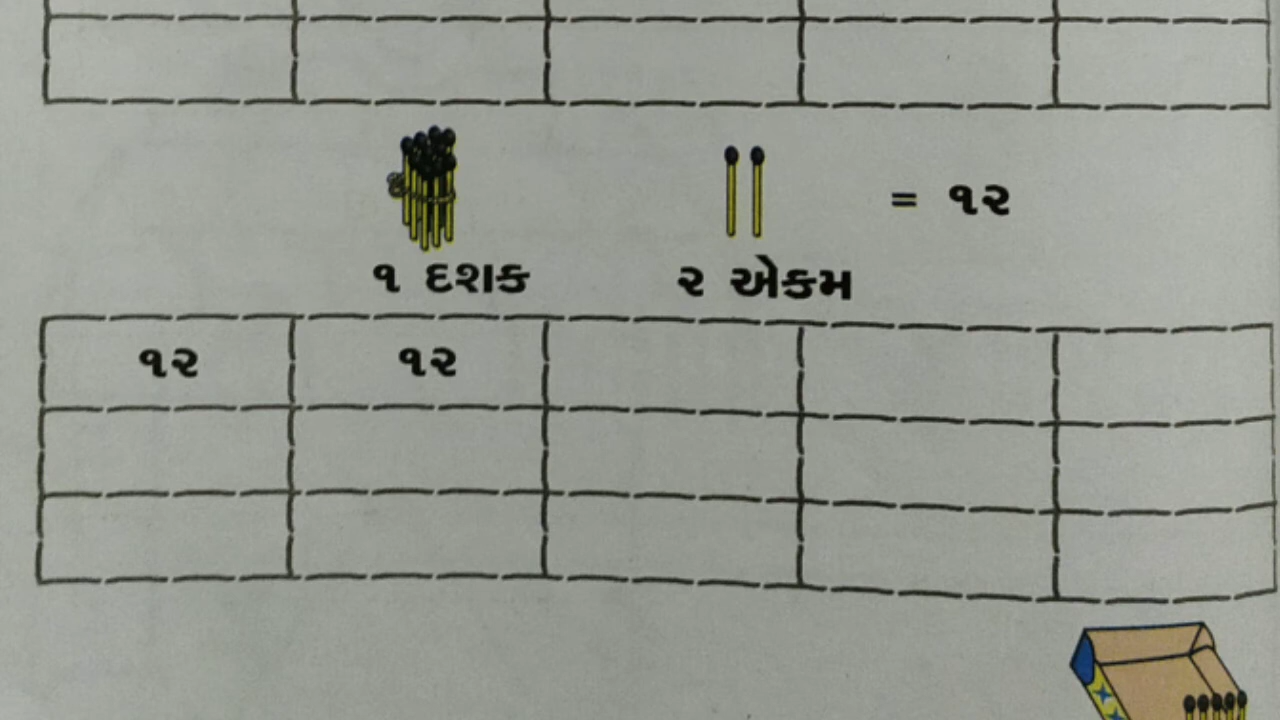 = ૧૨
૧ દશક ૨ એકમ
૧૨ ૧૨